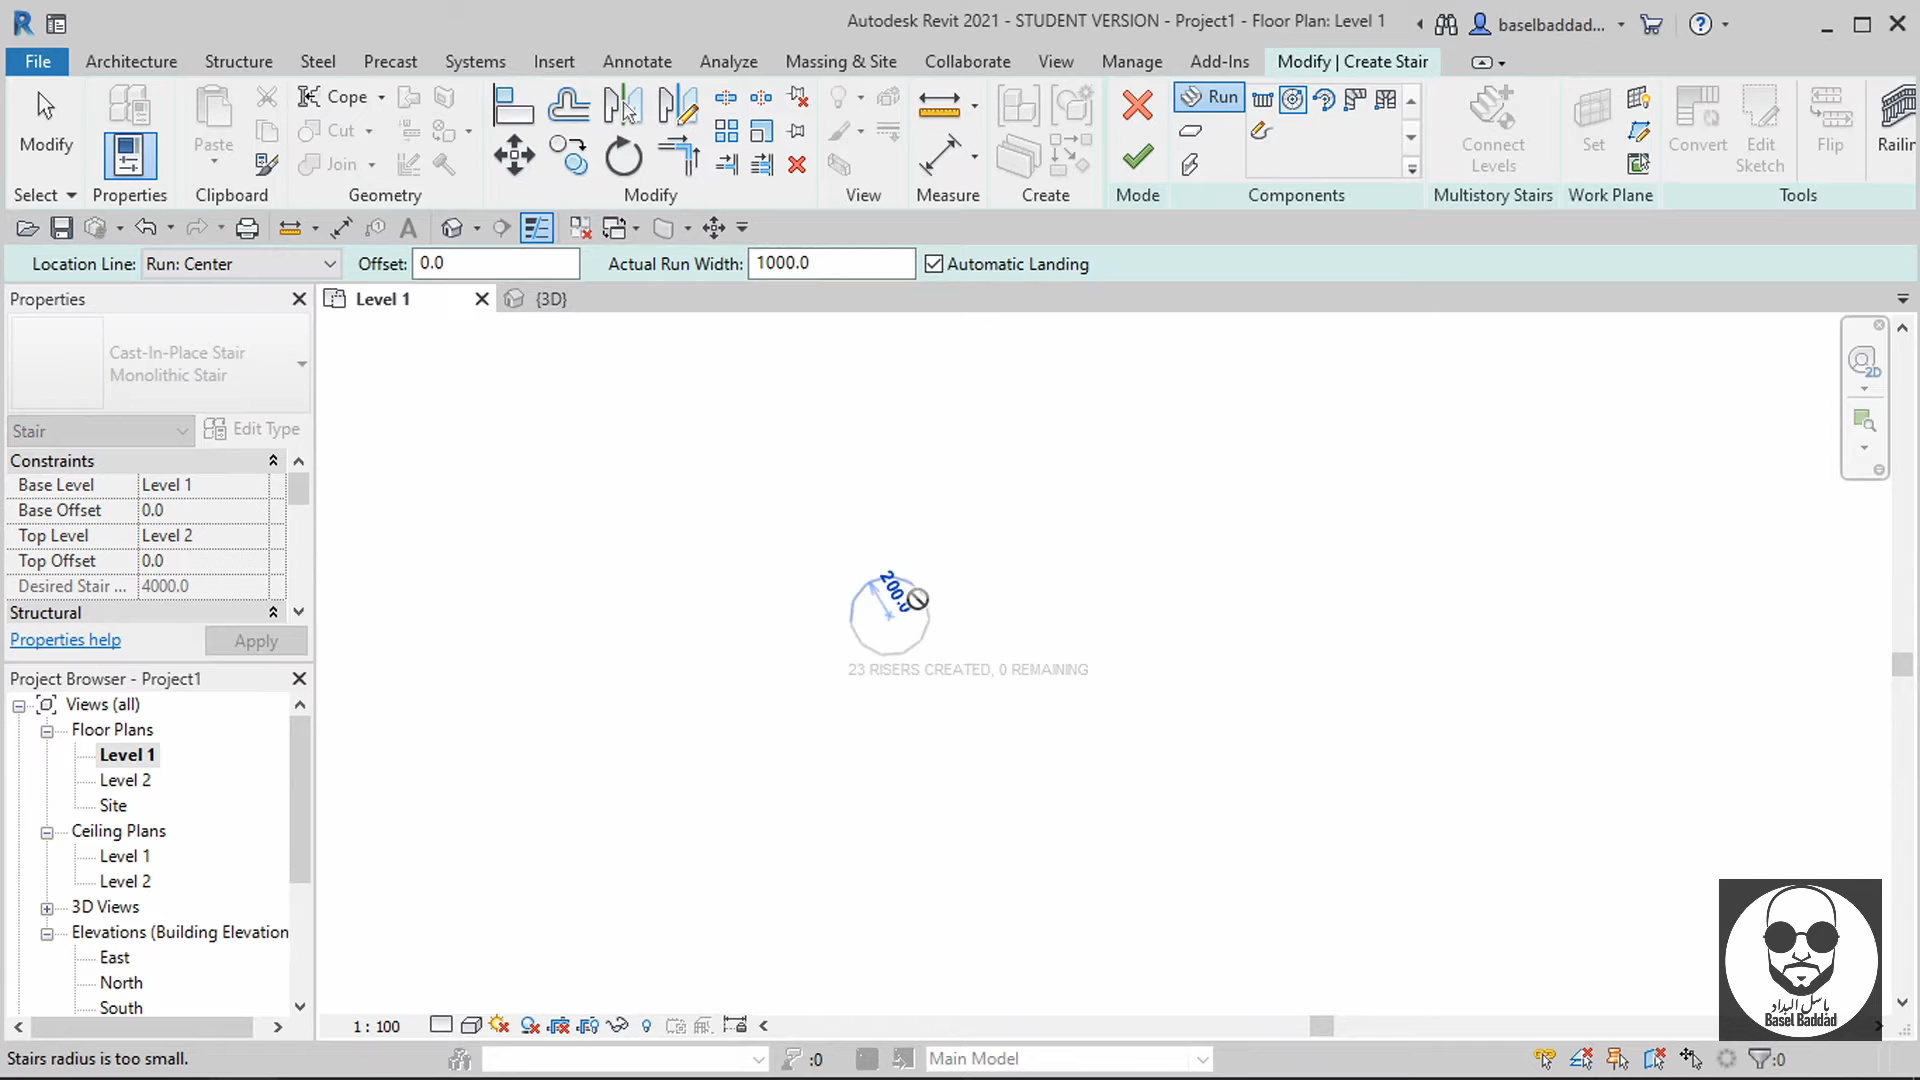 Autodesk Revit 2021 - STUDENT VERSION - Project1 - Floor Plan: Level 1
baselbaddad...
File Architecture Structure Steel Precast Systems Insert Annotate Analyze Massing & Site Collaborate View Manage Add-Ins Modify | Create Stair
Modify
Paste
Cope
Cut
Join
Run
Connect Levels
Set
Convert
Edit Sketch
Flip
Railin
Select Properties Clipboard Geometry Modify View Measure Create Mode Components Multistory Stairs Work Plane Tools
Location Line: Run: Center Offset: 0.0 Actual Run Width: 1000.0 Automatic Landing
Properties
Level 1
{3D}
Cast-In-Place Stair
Monolithic Stair
Stair Edit Type
Constraints
Base Level Level 1
Base Offset 0.0
Top Level Level 2
Top Offset 0.0
Desired Stair ... 4000.0
Structural
Properties help Apply
Project Browser - Project1
Views (all)
Floor Plans
Level 1
Level 2
Site
Ceiling Plans
Level 1
Level 2
3D Views
Elevations (Building Elevation
East
North
South
200.0
23 RISERS CREATED, 0 REMAINING
2D
باسل البداد
Basel Baddad
1 : 100
Stairs radius is too small.
:0
Main Model
:0